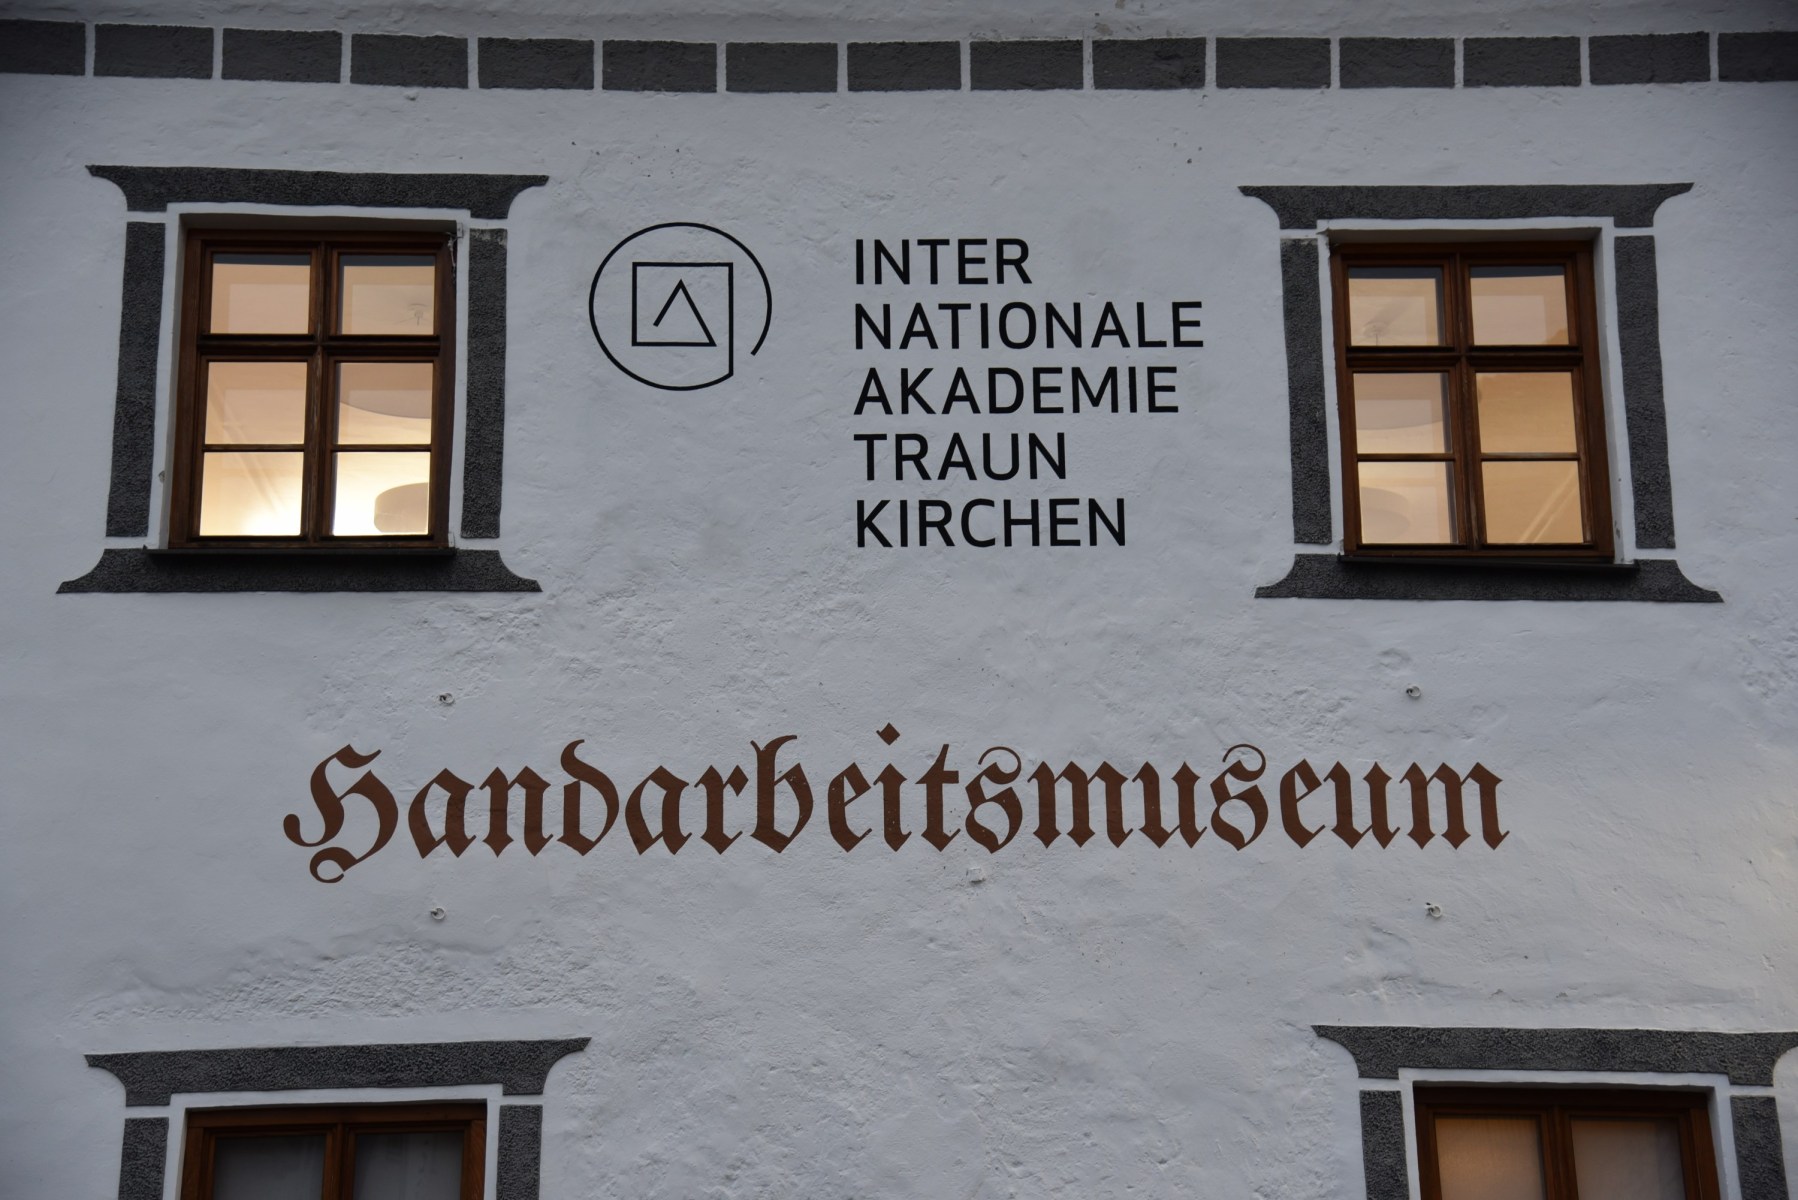 INTER
NATIONALE
AKADEMIE
TRAUN
KIRCHEN
Handarbeitsmuseum